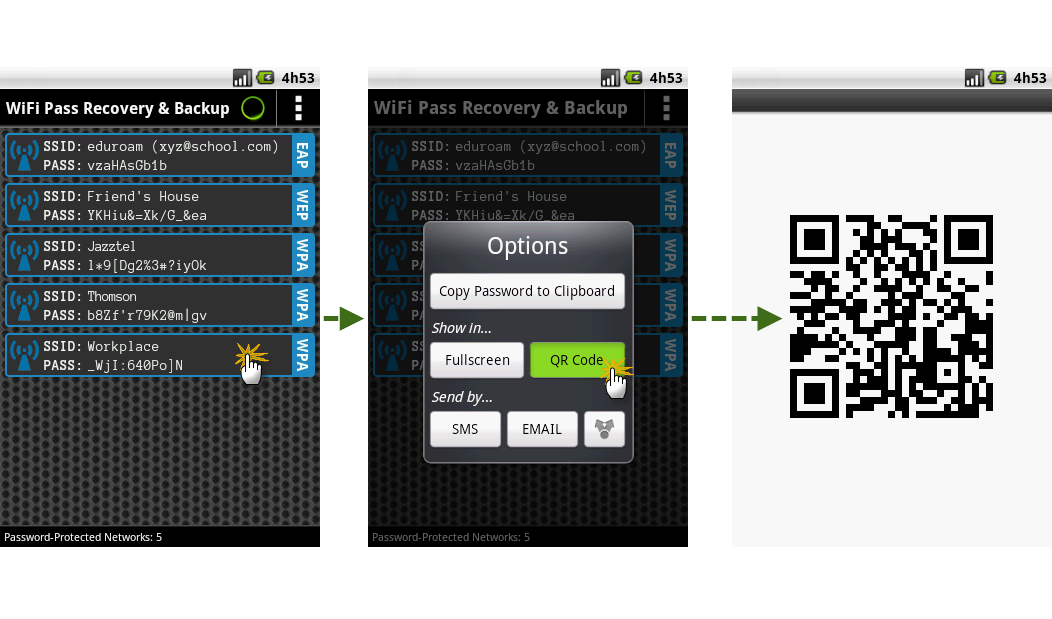 4h53
WiFi Pass Recovery & Backup
SSID: eduroam (xyz@school.com)
PASS: vzaHAsGb1b
EAP
SSID: Friend's House
PASS: YKHiu&=Xk/G_&ea
WEP
SSID: Jazztel
PASS: l*9[Dg2%3#?iyOk
WPA
SSID: Thomson
PASS: b8Zf'r79K2@m|gv
WPA
SSID: Workplace
PASS: _WjI:640Po]N
WPA
Password-Protected Networks: 5
4h53
WiFi Pass Recovery & Backup
SSID: eduroam (xyz@school.com)
PASS: vzaHAsGb1b
EAP
SSID: Friend's House
PASS: YKHiu&=Xk/G_&ea
WEP
WPA
WPA
WPA
Options
Copy Password to Clipboard
Show in...
Fullscreen
QR Code
Send by...
SMS
EMAIL
Password-Protected Networks: 5
4h53